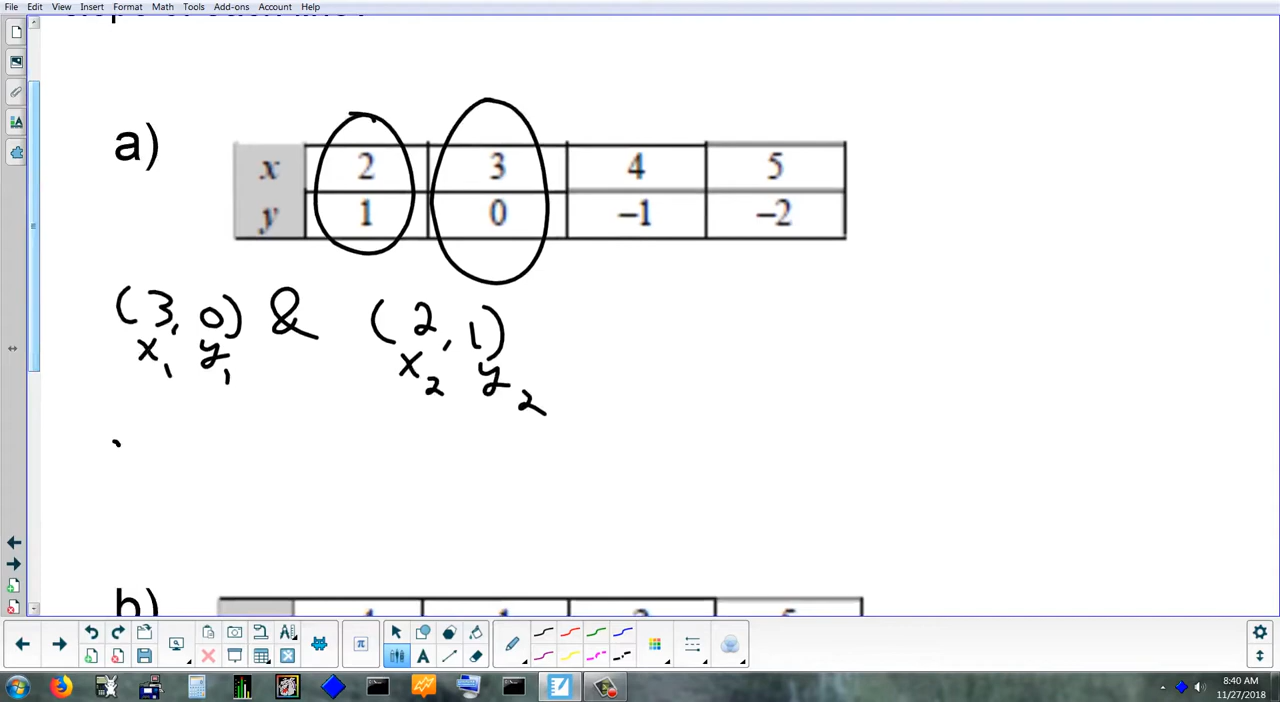 File Edit View Insert Format Math Tools Add-ons Account Help
a)
x 2 3 4 5
y 1 0 –1 –2
(3, 0) & (2, 1)
x₁ y₁ x₂ y₂
b)
π A
8:40 AM
11/27/2018